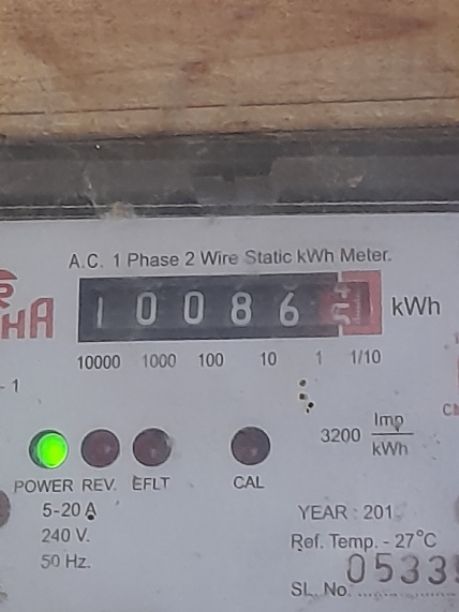 A.C. 1 Phase 2 Wire Static kWh Meter.
HA
1 0 0 8 6 kWh
10000 1000 100 10 1 1/10
- 1
3200 Imp
kWh
POWER REV. EFLT CAL
5-20 A
240 V.
50 Hz.
YEAR : 201
Ref. Temp. - 27°C
SL. No. 0533